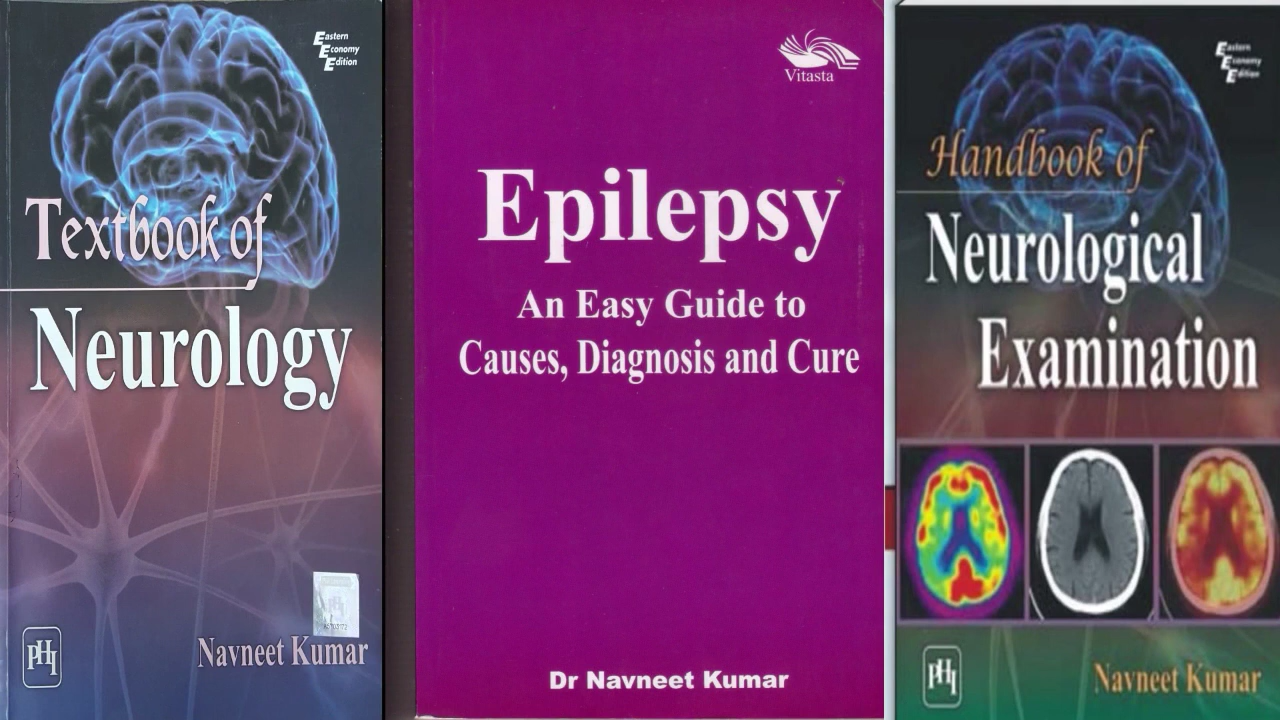 Eastern
Economy
Edition
Textbook of
Neurology
PHI
Navneet Kumar
Vitasta
Epilepsy
An Easy Guide to
Causes, Diagnosis and Cure
Dr Navneet Kumar
Eastern
Economy
Edition
Handbook of
Neurological
Examination
PHI
Navneet Kumar